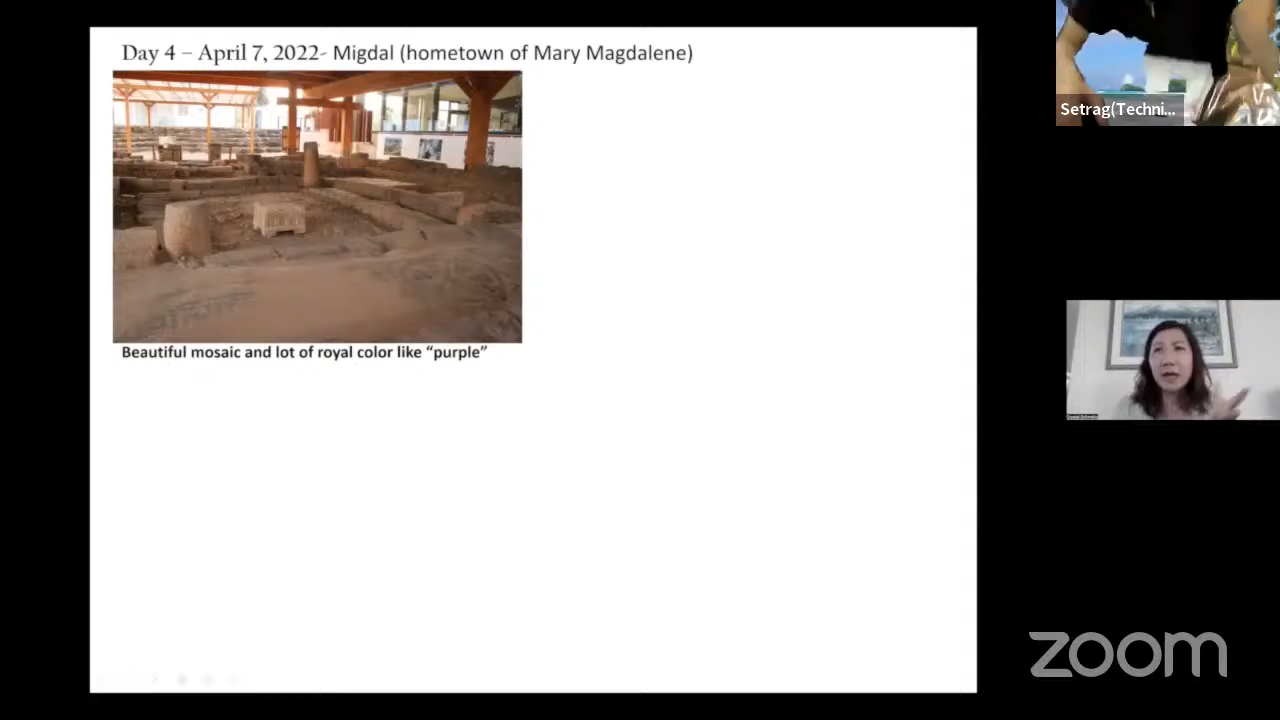 Day 4 – April 7, 2022- Migdal (hometown of Mary Magdalene)
Beautiful mosaic and lot of royal color like “purple”
Setrag(Techni...
zoom